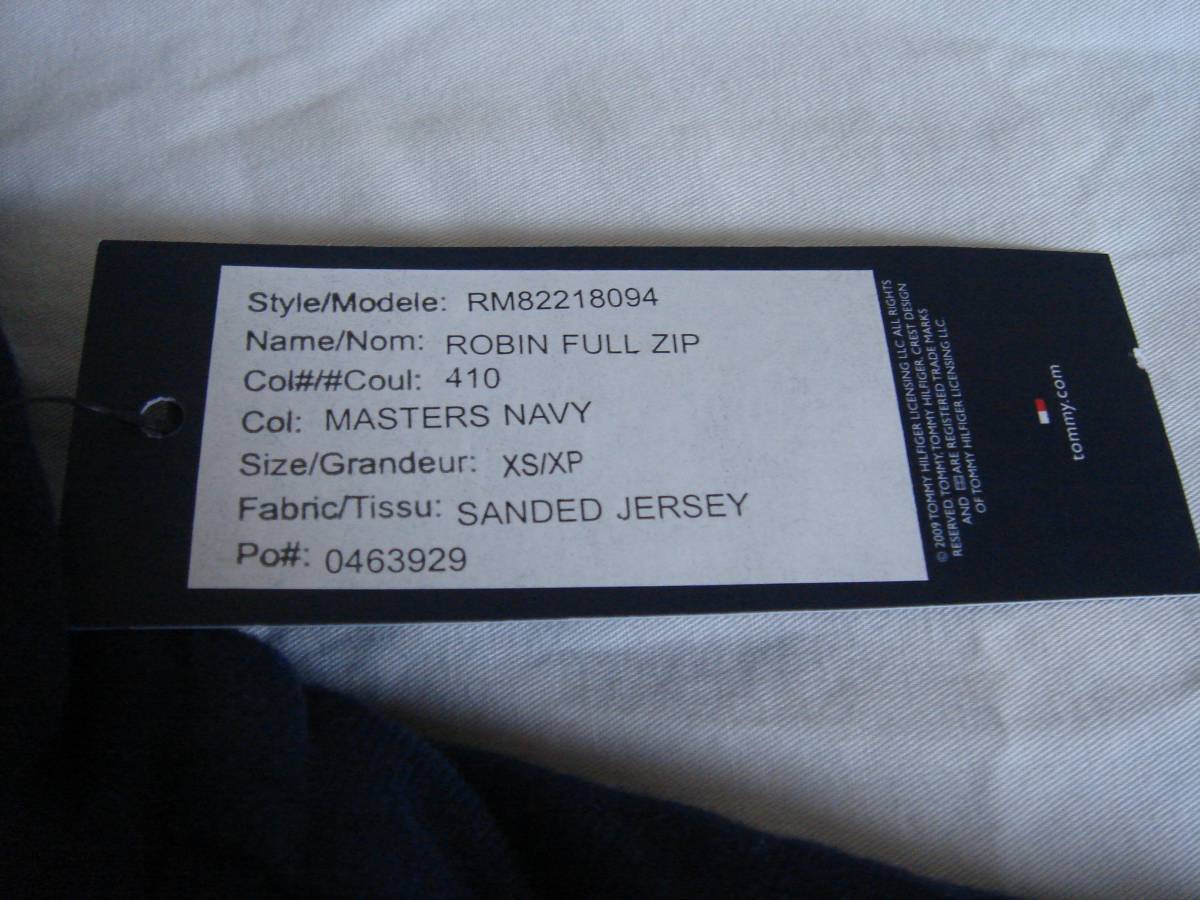 Style/Modele: RM82218094
Name/Nom: ROBIN FULL ZIP
Col#/#Coul: 410
Col: MASTERS NAVY
Size/Grandeur: XS/XP
Fabric/Tissu: SANDED JERSEY
Po#: 0463929
© 2009 TOMMY HILFIGER LICENSING LLC ALL RIGHTS
RESERVED TOMMY, TOMMY HILFIGER, CREST DESIGN
AND ARE REGISTERED TRADE MARKS
OF TOMMY HILFIGER LICENSING LLC.
tommy.com